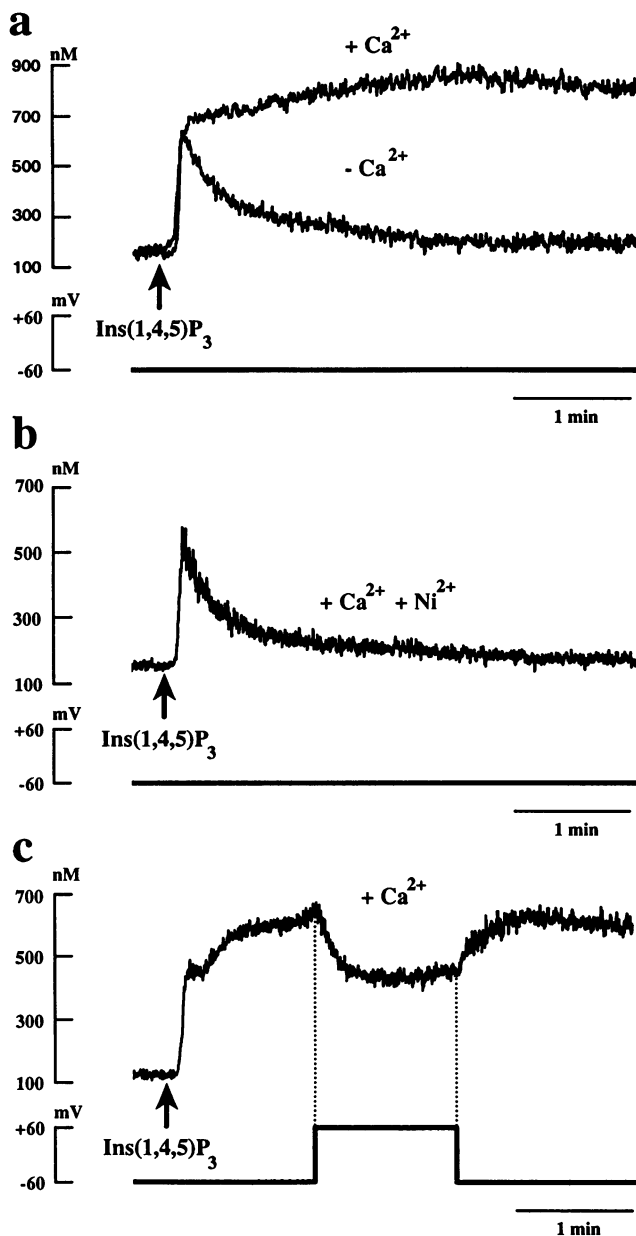 a
nM
900
+ Ca²⁺
700
500
- Ca²⁺
300
100
mV
+60
Ins(1,4,5)P₃
-60
1 min
b
nM
700
500
+ Ca²⁺ + Ni²⁺
300
100
mV
+60
Ins(1,4,5)P₃
-60
1 min
c
nM
+ Ca²⁺
700
500
300
100
mV
+60
Ins(1,4,5)P₃
-60
1 min